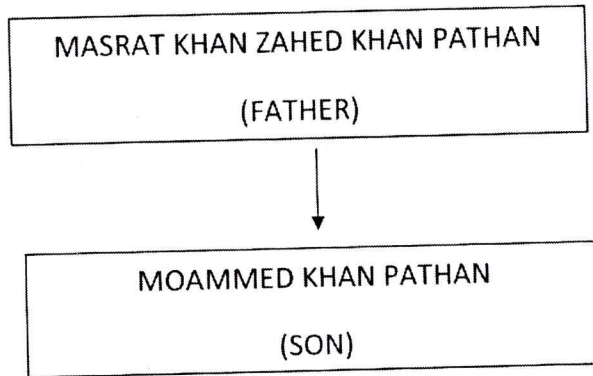 MASRAT KHAN ZAHED KHAN PATHAN
(FATHER)
MOAMMED KHAN PATHAN
(SON)